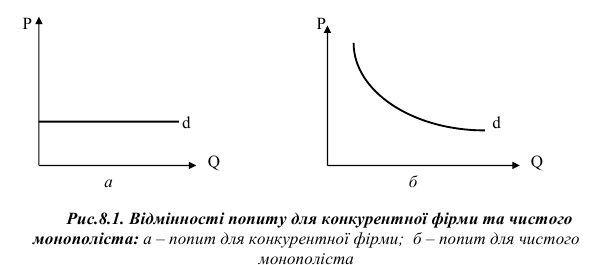 P
d
Q
а
P
d
Q
б
Рис.8.1. Відмінності попиту для конкурентної фірми та чистого
монополіста: а – попит для конкурентної фірми; б – попит для чистого
монополіста